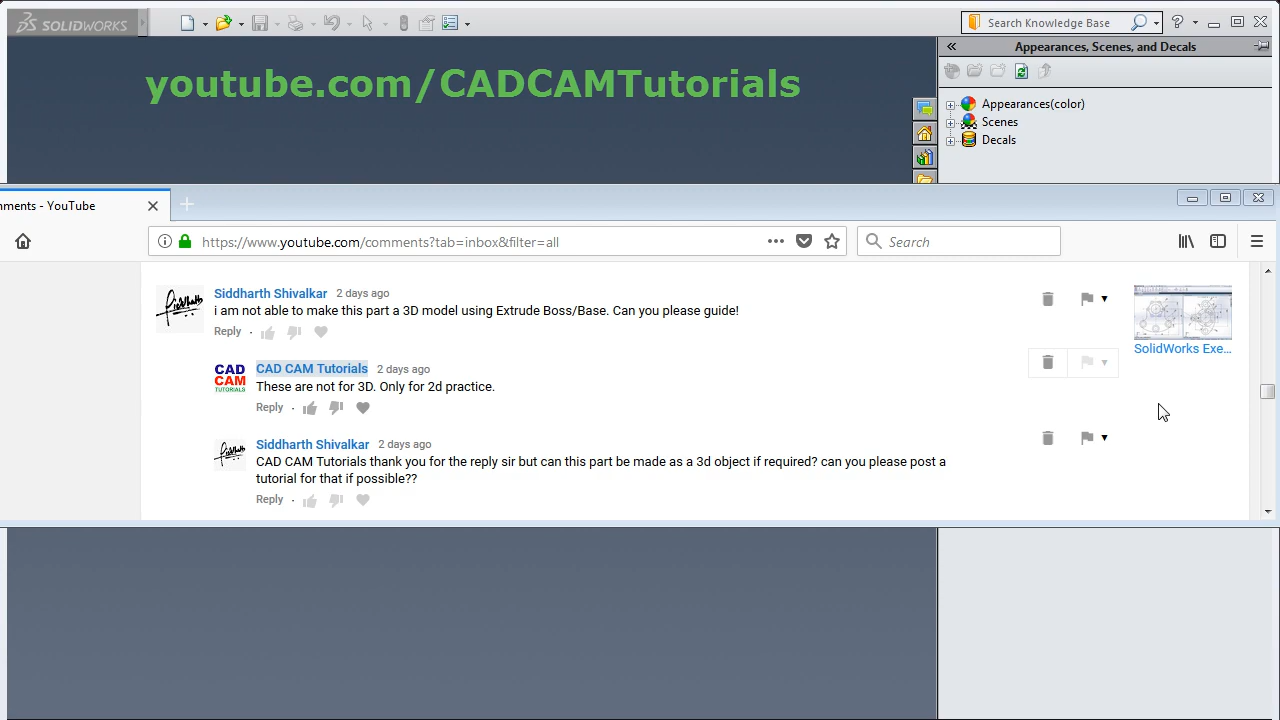 SOLIDWORKS
Search Knowledge Base
youtube.com/CADCAMTutorials
Appearances, Scenes, and Decals
Appearances(color)
Scenes
Decals
nments - YouTube
https://www.youtube.com/comments?tab=inbox&filter=all
Search
Siddharth Shivalkar 2 days ago
i am not able to make this part a 3D model using Extrude Boss/Base. Can you please guide!
Reply
SolidWorks Exe...
CAD
CAM
TUTORIALS
CAD CAM Tutorials 2 days ago
These are not for 3D. Only for 2d practice.
Reply
Siddharth Shivalkar 2 days ago
CAD CAM Tutorials thank you for the reply sir but can this part be made as a 3d object if required? can you please post a
tutorial for that if possible??
Reply